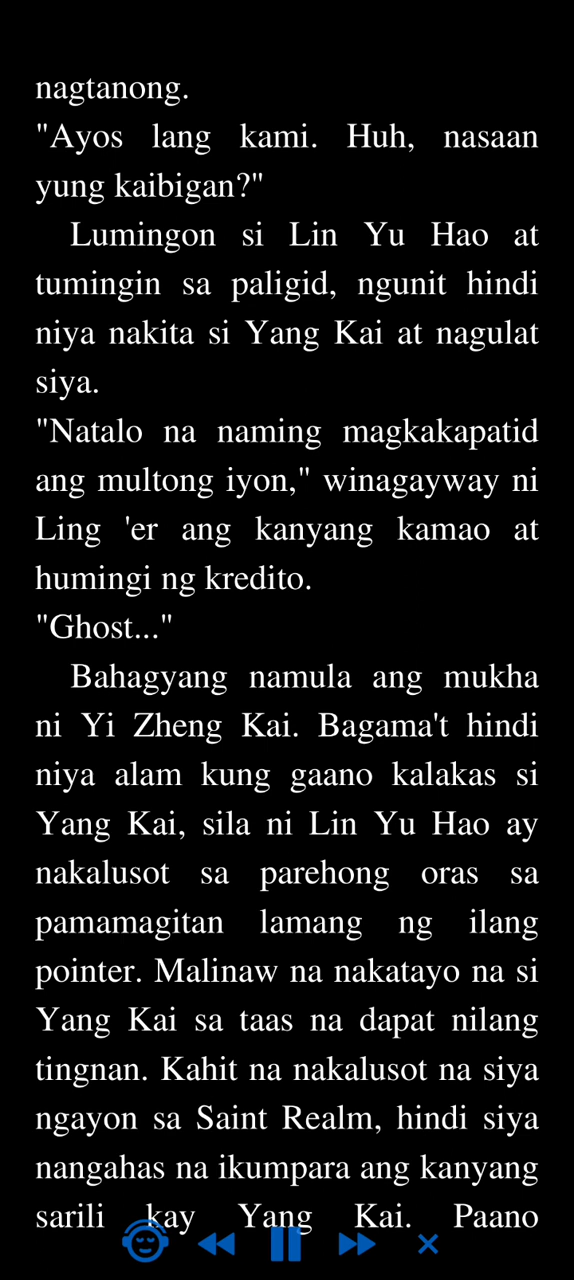 nagtanong.
"Ayos lang kami. Huh, nasaan
yung kaibigan?"
Lumingon si Lin Yu Hao at
tumingin sa paligid, ngunit hindi
niya nakita si Yang Kai at nagulat
siya.
"Natalo na naming magkakapatid
ang multong iyon," winagayway ni
Ling 'er ang kanyang kamao at
humingi ng kredito.
"Ghost..."
Bahagyang namula ang mukha
ni Yi Zheng Kai. Bagama't hindi
niya alam kung gaano kalakas si
Yang Kai, sila ni Lin Yu Hao ay
nakalusot sa parehong oras sa
pamamagitan lamang ng ilang
pointer. Malinaw na nakatayo na si
Yang Kai sa taas na dapat nilang
tingnan. Kahit na nakalusot na siya
ngayon sa Saint Realm, hindi siya
nangahas na ikumpara ang kanyang
sarili kay Yang Kai. Paano